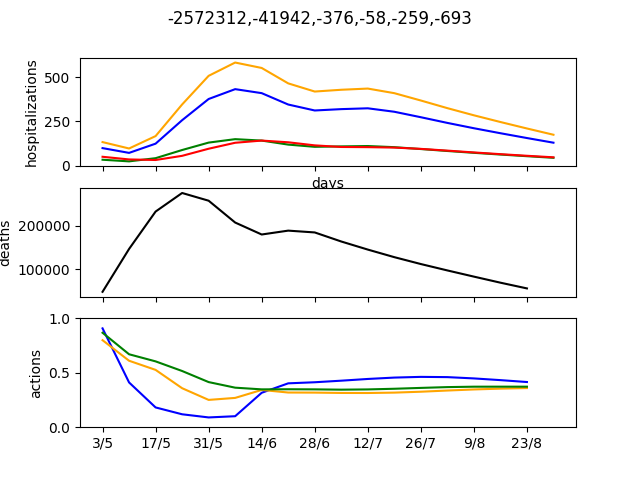 -2572312,-41942,-376,-58,-259,-693
hospitalizations
500
250
0
days
deaths
200000
100000
actions
1.0
0.5
0.0
3/5 17/5 31/5 14/6 28/6 12/7 26/7 9/8 23/8